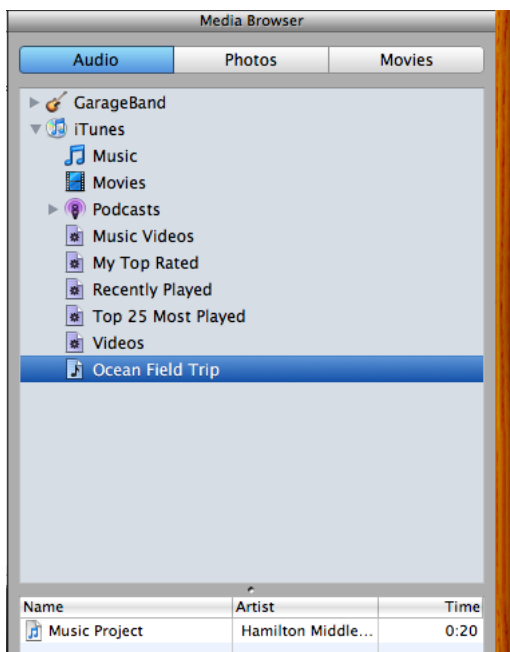 Media Browser
Audio Photos Movies
GarageBand
iTunes
Music
Movies
Podcasts
Music Videos
My Top Rated
Recently Played
Top 25 Most Played
Videos
Ocean Field Trip
Name Artist Time
Music Project Hamilton Middle... 0:20